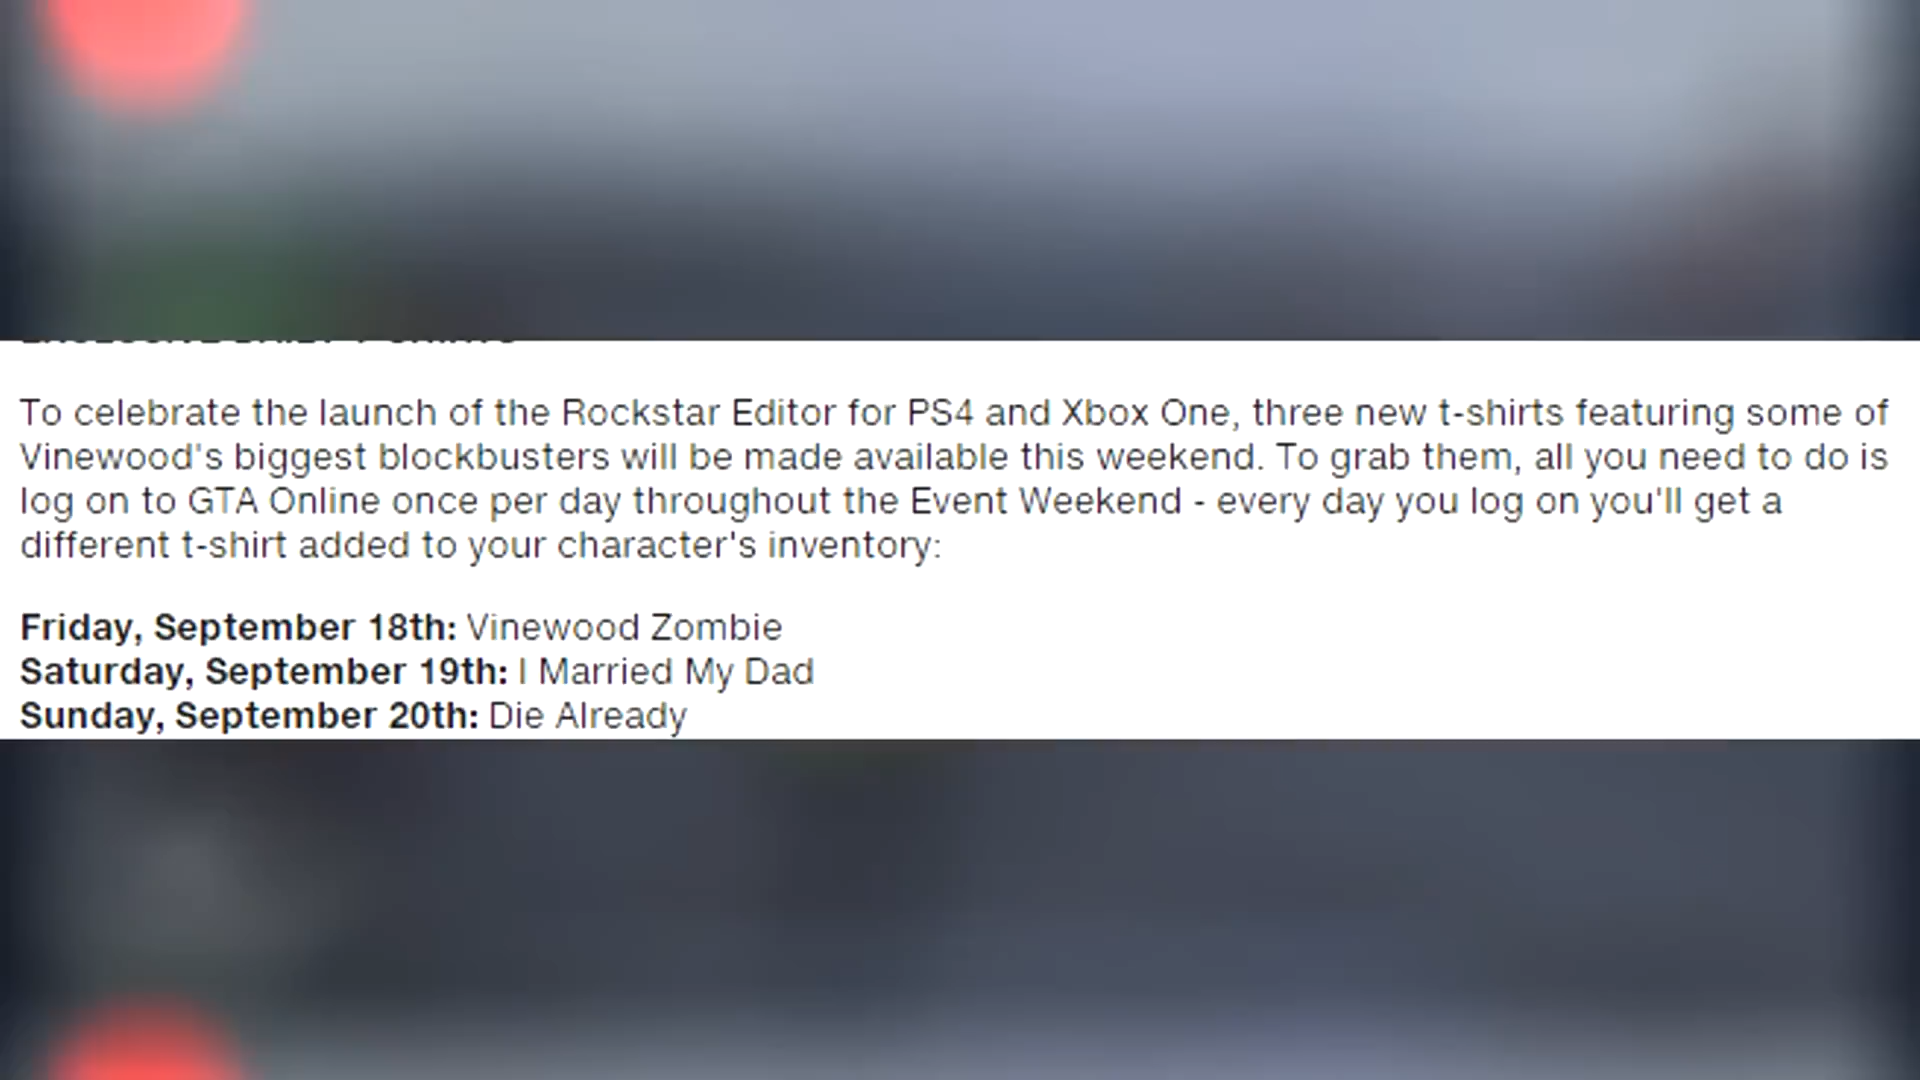 To celebrate the launch of the Rockstar Editor for PS4 and Xbox One, three new t-shirts featuring some of
Vinewood's biggest blockbusters will be made available this weekend. To grab them, all you need to do is
log on to GTA Online once per day throughout the Event Weekend - every day you log on you'll get a
different t-shirt added to your character's inventory:
Friday, September 18th: Vinewood Zombie
Saturday, September 19th: I Married My Dad
Sunday, September 20th: Die Already